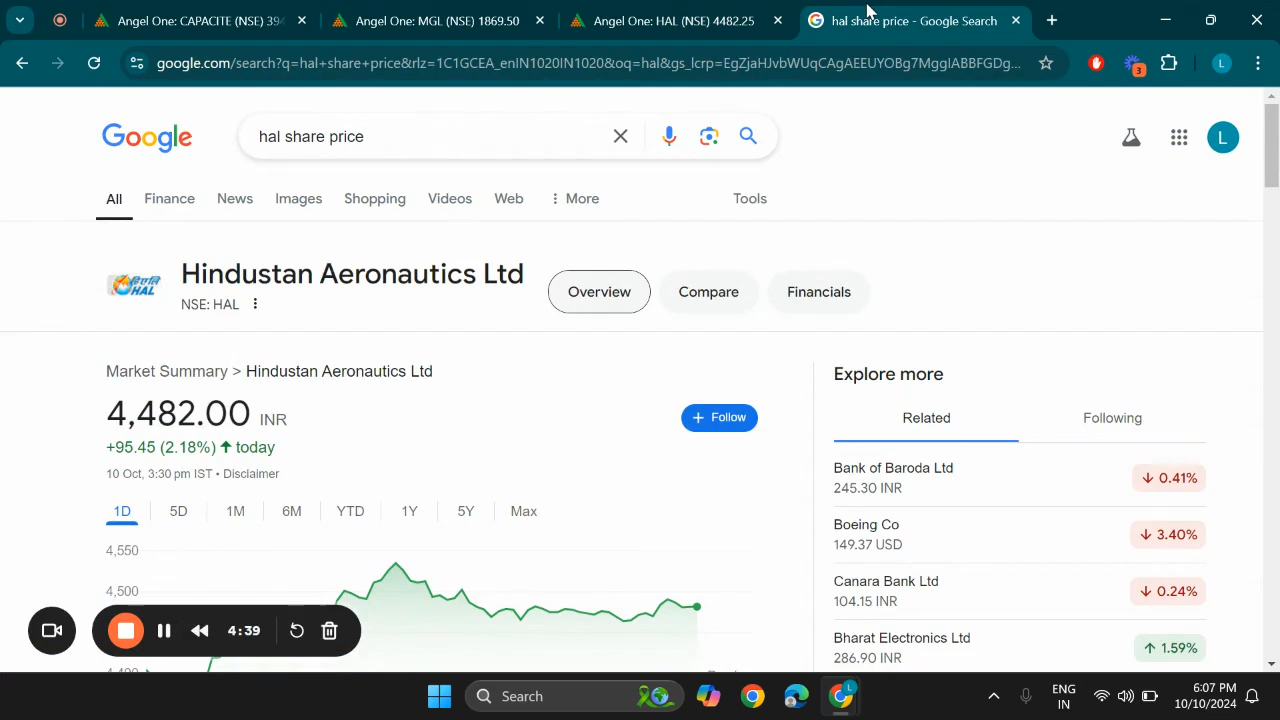 Angel One: CAPACITE (NSE) 394
Angel One: MGL (NSE) 1869.50
Angel One: HAL (NSE) 4482.25
hal share price - Google Search
google.com/search?q=hal+share+price&rlz=1C1GCEA_enIN1020IN1020&oq=hal&gs_lcrp=EgZjaHJvbWUqCAgAEEUYOBg7MggIABBFGDg...
3
L
Google
hal share price
L
All
Finance
News
Images
Shopping
Videos
Web
More
Tools
हिएलि
HAL
Hindustan Aeronautics Ltd
NSE: HAL
Overview
Compare
Financials
Market Summary > Hindustan Aeronautics Ltd
4,482.00 INR
+95.45 (2.18%) ↑ today
10 Oct, 3:30 pm IST • Disclaimer
+ Follow
1D
5D
1M
6M
YTD
1Y
5Y
Max
4,550
4,500
Explore more
Related
Following
Bank of Baroda Ltd
245.30 INR
↓ 0.41%
Boeing Co
149.37 USD
↓ 3.40%
Canara Bank Ltd
104.15 INR
↓ 0.24%
Bharat Electronics Ltd
286.90 INR
↑ 1.59%
4:39
Search
L
ENG
IN
6:07 PM
10/10/2024